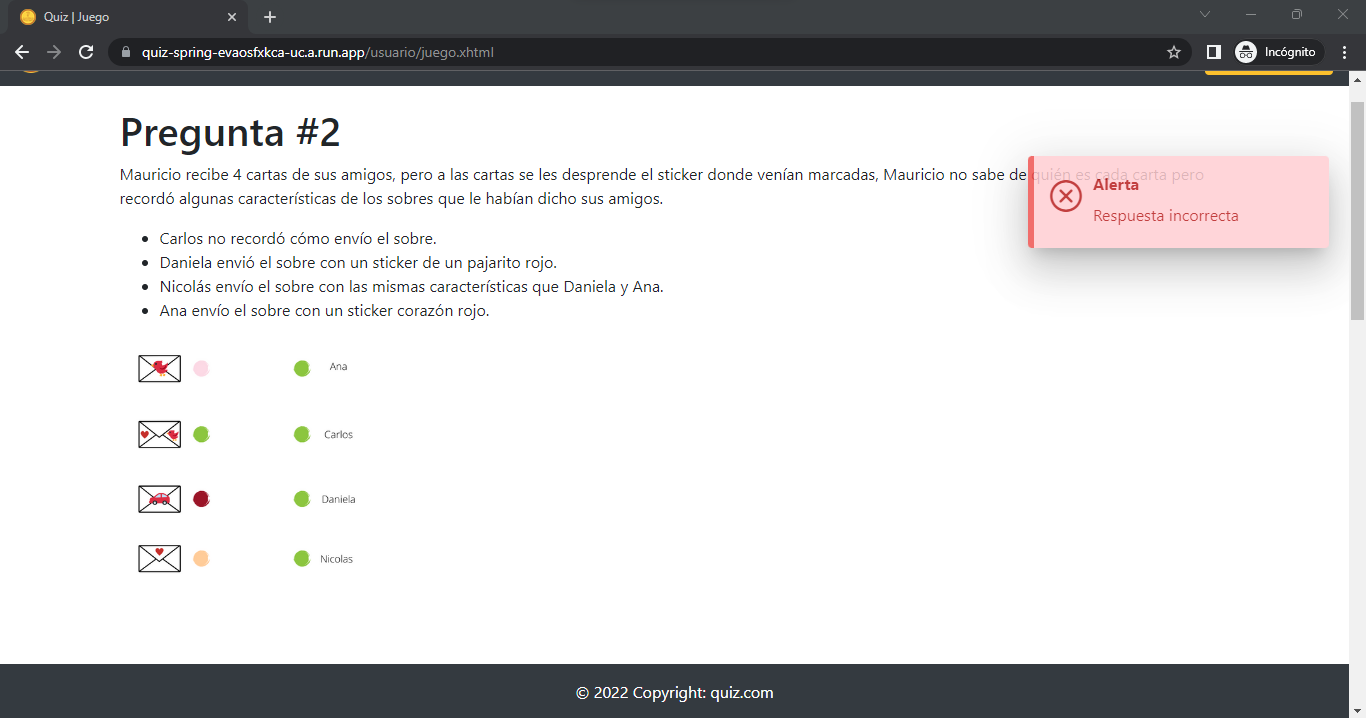 Quiz | Juego
quiz-spring-evaosfxkca-uc.a.run.app/usuario/juego.xhtml
Incógnito
Pregunta #2
Mauricio recibe 4 cartas de sus amigos, pero a las cartas se les desprende el sticker donde venían marcadas, Mauricio no sabe de quién es cada carta pero
recordó algunas características de los sobres que le habían dicho sus amigos.
Alerta
Respuesta incorrecta
• Carlos no recordó cómo envío el sobre.
• Daniela envió el sobre con un sticker de un pajarito rojo.
• Nicolás envío el sobre con las mismas características que Daniela y Ana.
• Ana envío el sobre con un sticker corazón rojo.
Ana
Carlos
Daniela
Nicolas
© 2022 Copyright: quiz.com